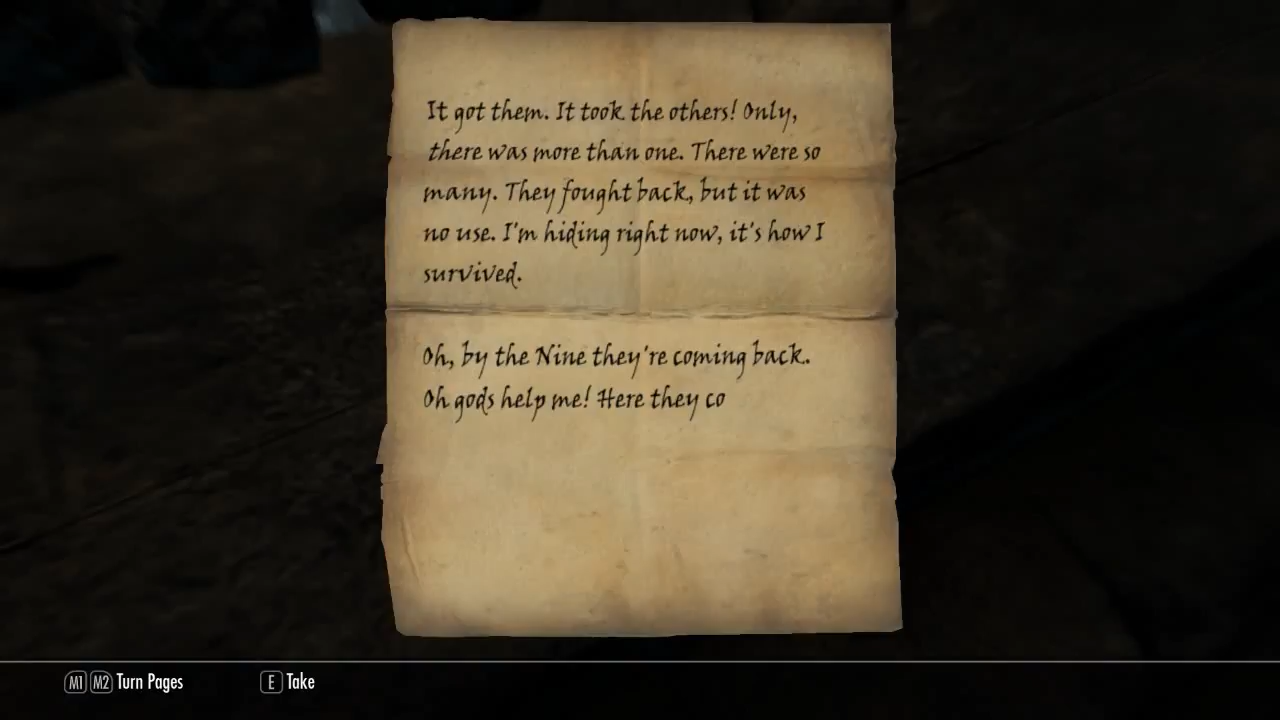 It got them. It took the others! Only,
there was more than one. There were so
many. They fought back, but it was
no use. I'm hiding right now, it's how I
survived.
Oh, by the Nine they're coming back.
Oh gods help me! Here they co
M1 M2 Turn Pages E Take